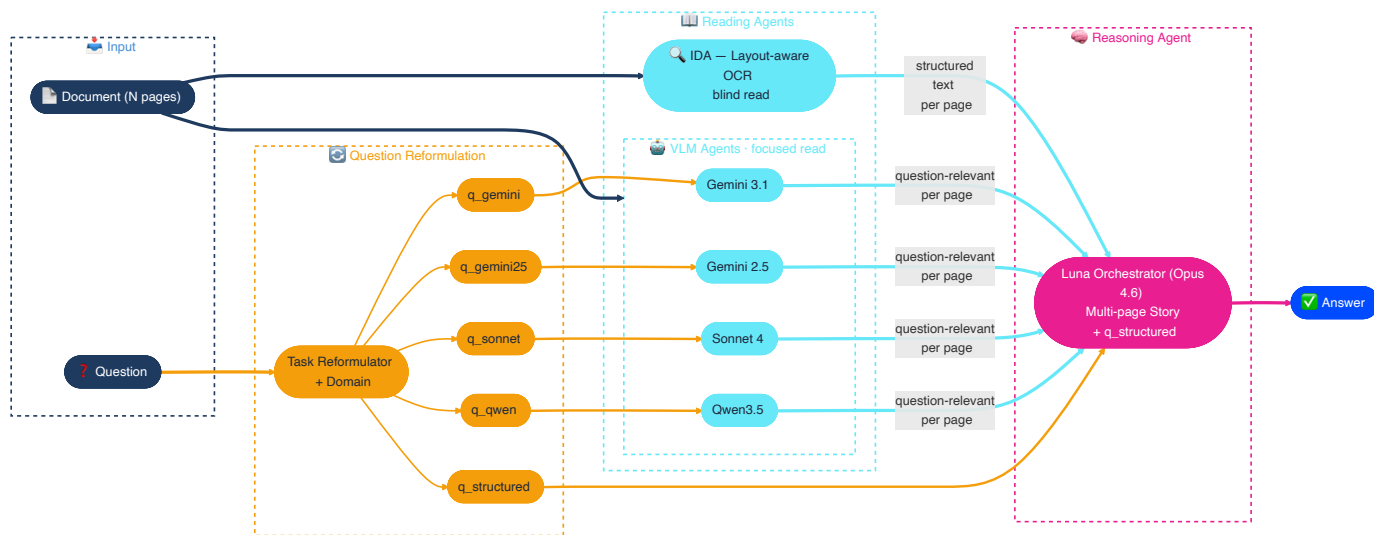 📥 Input
📄 Document (N pages)
❓ Question
🔄 Question Reformulation
Task Reformulator
+ Domain
q_gemini
q_gemini25
q_sonnet
q_qwen
q_structured
📖 Reading Agents
🔍 IDA — Layout-aware
OCR
blind read
🤖 VLM Agents · focused read
Gemini 3.1
Gemini 2.5
Sonnet 4
Qwen3.5
structured
text
per page
question-relevant
per page
question-relevant
per page
question-relevant
per page
question-relevant
per page
🧠 Reasoning Agent
Luna Orchestrator (Opus
4.6)
Multi-page Story
+ q_structured
✅ Answer